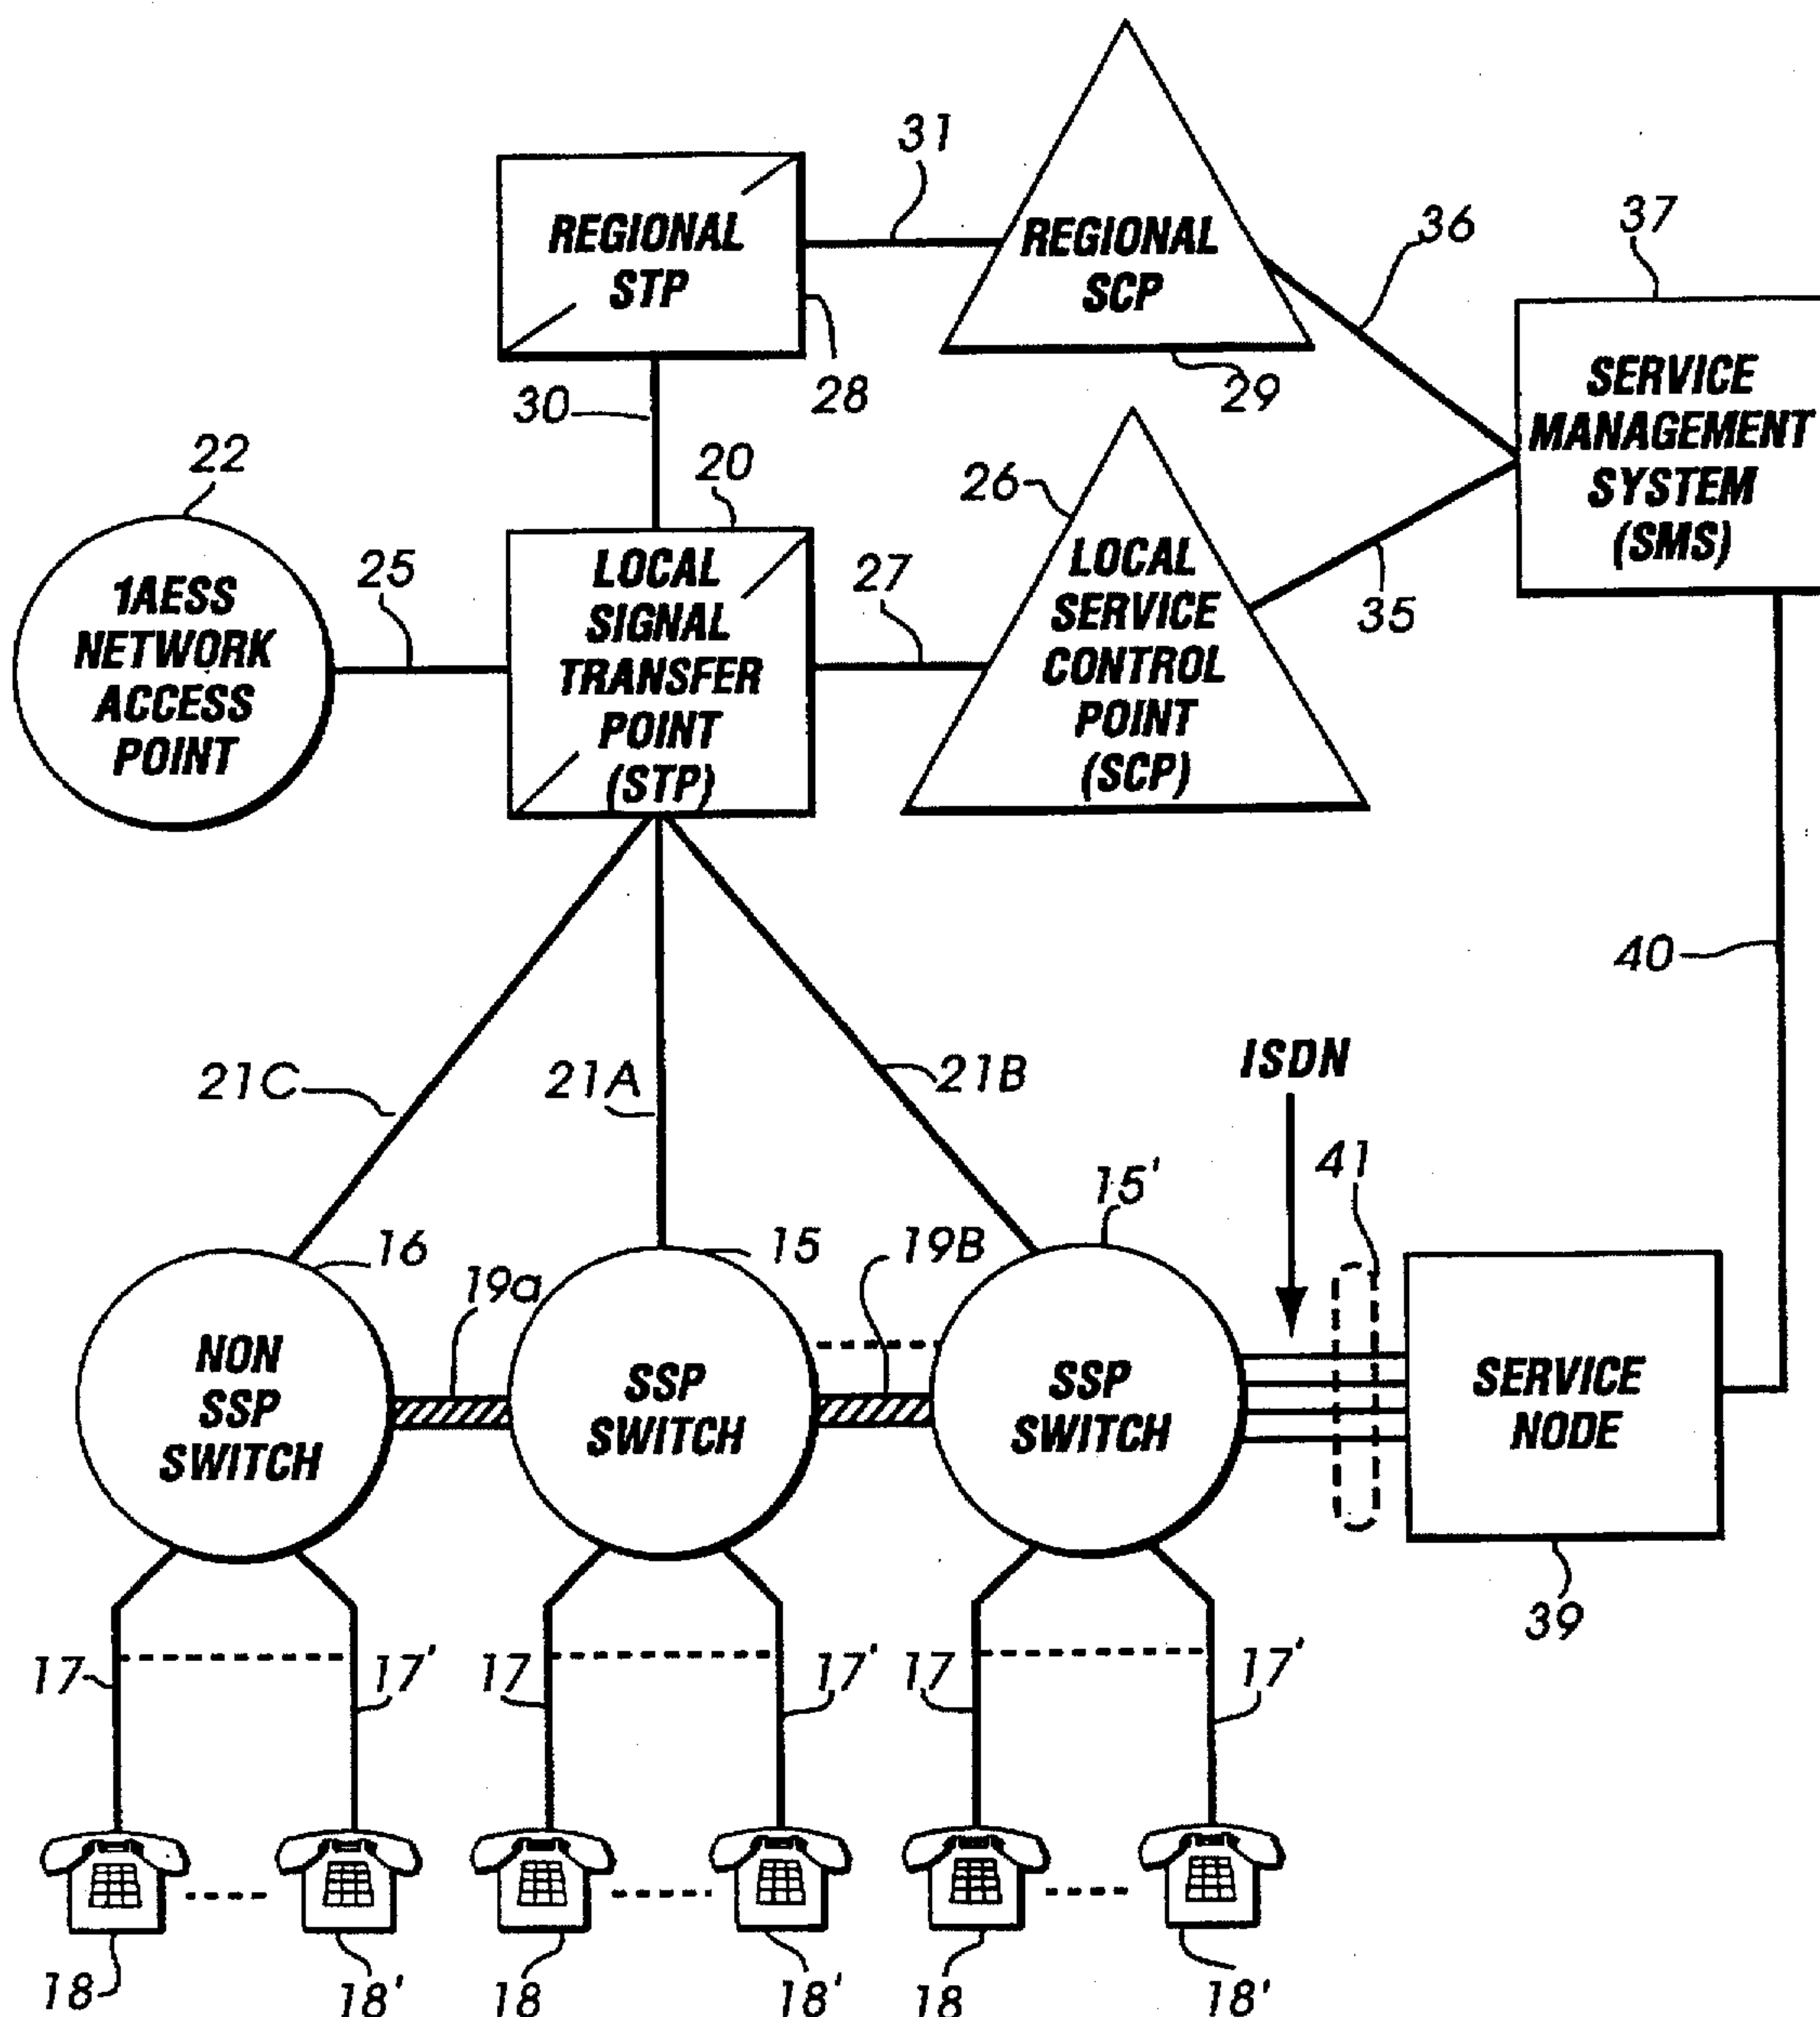 31
REGIONAL
STP
REGIONAL
SCP
36
37
28
29
30
SERVICE
MANAGEMENT
SYSTEM
(SMS)
22
20
26
1AESS
NETWORK
ACCESS
POINT
25
LOCAL
SIGNAL
TRANSFER
POINT
(STP)
27
LOCAL
SERVICE
CONTROL
POINT
(SCP)
35
40
21C
21A
21B
ISDN
41
16
19a
15
19B
15'
NON
SSP
SWITCH
SSP
SWITCH
SSP
SWITCH
SERVICE
NODE
39
17
17'
17
17'
17
17'
18
18'
18
18'
18
18'